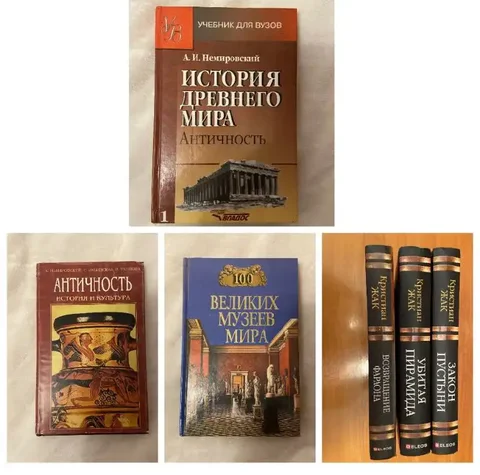 УЧЕБНИК ДЛЯ ВУЗОВ
А. И. Немировский
ИСТОРИЯ
ДРЕВНЕГО
МИРА
Античность
1
ВЛАДОС
АНТИЧНОСТЬ
ИСТОРИЯ И КУЛЬТУРА
100
ВЕЛИКИХ
МУЗЕЕВ
МИРА
Кристиан
ЖАК
ВОЗВРАЩЕНИЕ
ФАРАОНА
ELEOS
Кристиан
ЖАК
УБИТАЯ
ПИРАМИДА
ELEOS
Кристиан
ЖАК
ЗАКОН
ПУСТЫНИ
ELEOS